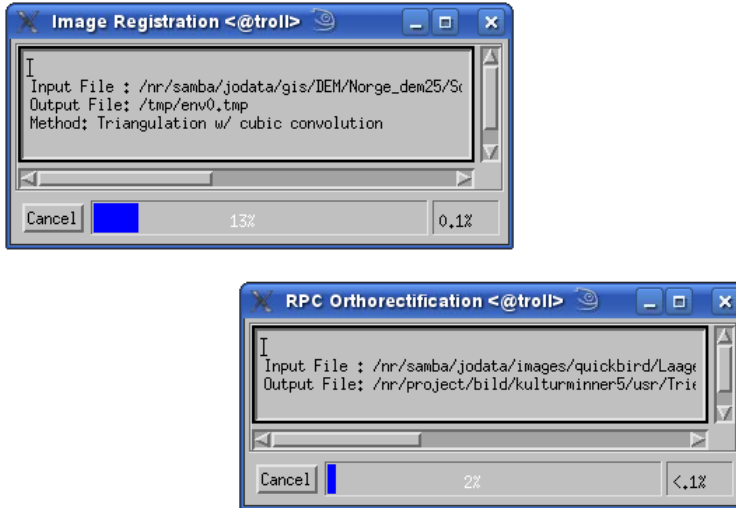 Image Registration <@troll>
Input File : /nr/samba/jodata/gis/DEM/Norge_dem25/
Output File: /tmp/env0.tmp
Method: Triangulation w/ cubic convolution
Cancel 13% 0.1%
RPC Orthorectification <@troll>
Input File : /nr/samba/jodata/images/quickbird/Laage
Output File: /nr/project/bild/kulturminner5/usr/Trie
Cancel 2% <.1%